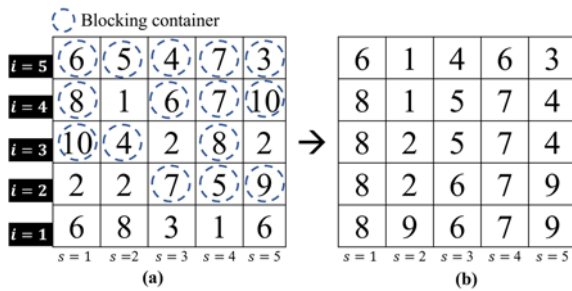 Blocking container
i = 5 6 5 4 7 3 6 1 4 6 3
i = 4 8 1 6 7 10 8 1 5 7 4
i = 3 10 4 2 8 2 → 8 2 5 7 4
i = 2 2 2 7 5 9 8 2 6 7 9
i = 1 6 8 3 1 6 8 9 6 7 9
s = 1 s =2 s = 3 s = 4 s = 5 s = 1 s = 2 s = 3 s = 4 s = 5
(a) (b)